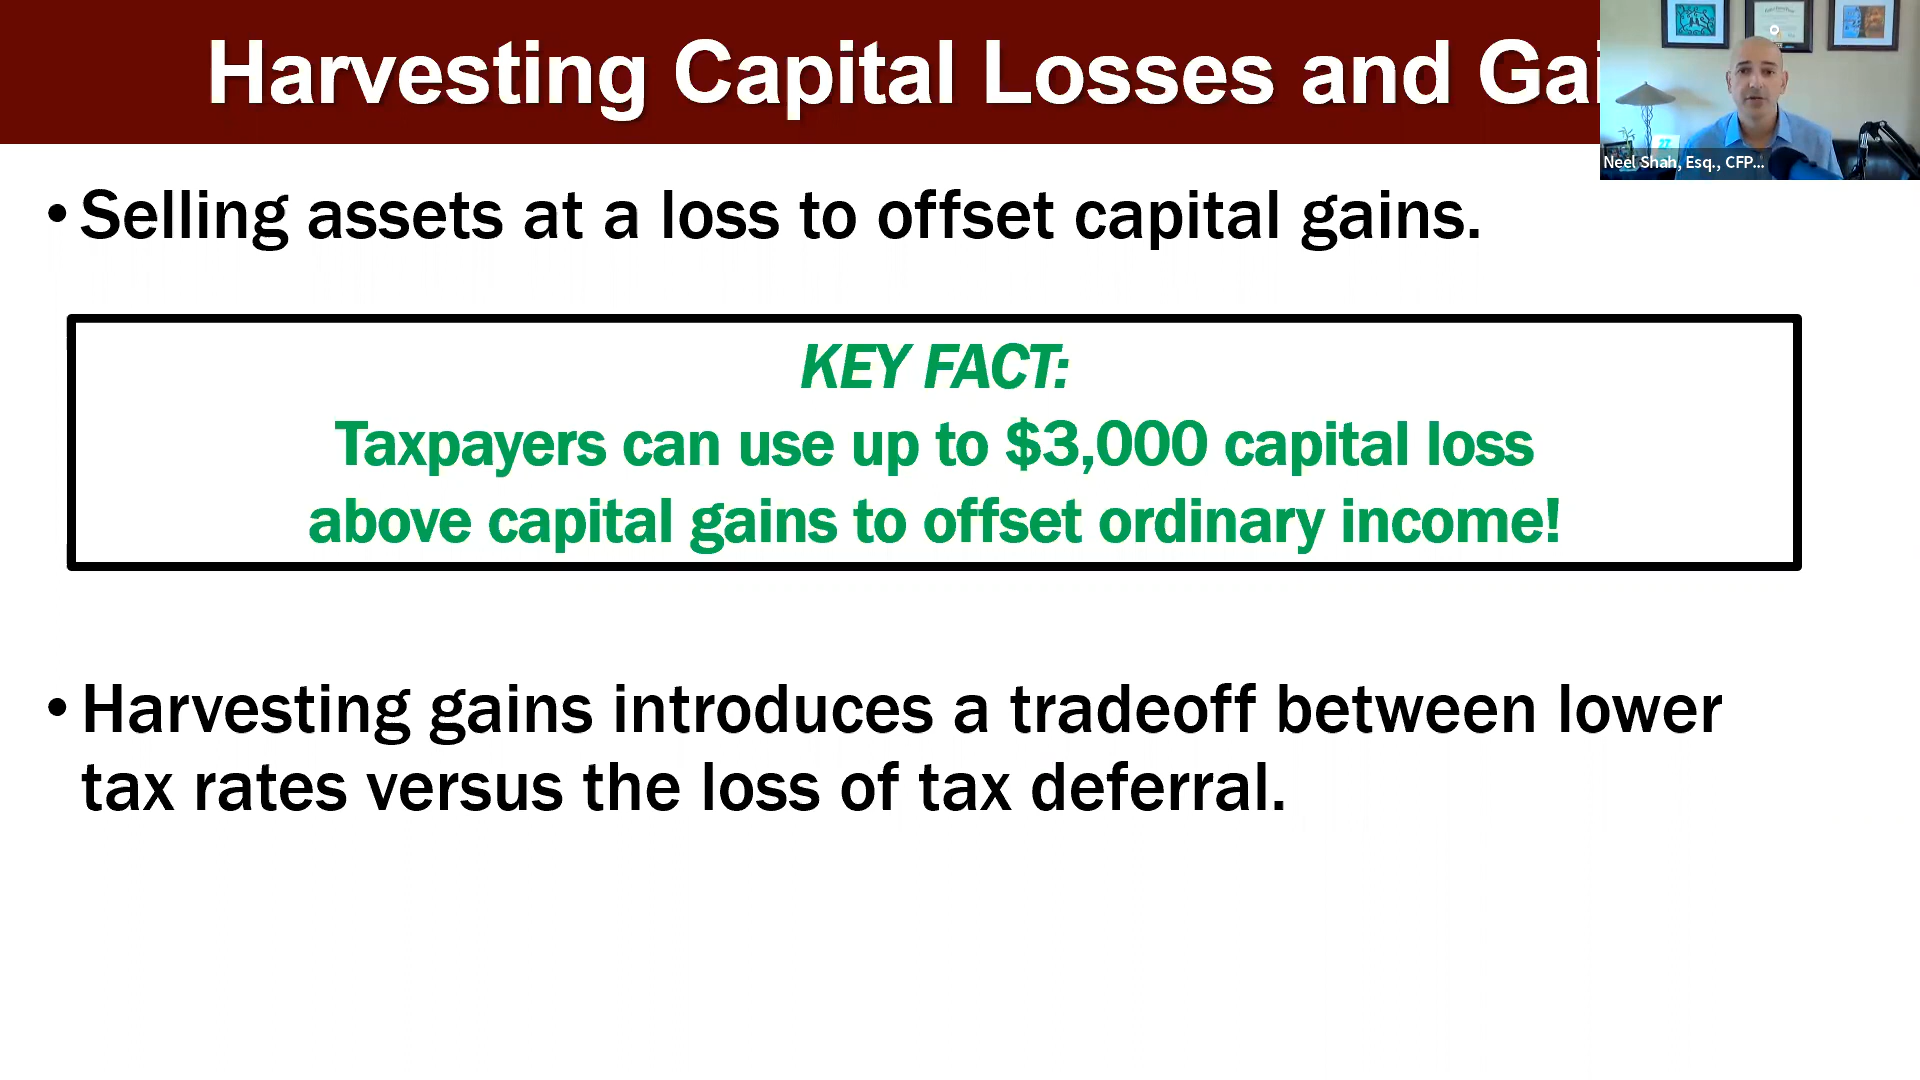 Harvesting Capital Losses and Gai
Neel Shah, Esq., CFP...
• Selling assets at a loss to offset capital gains.
KEY FACT:
Taxpayers can use up to $3,000 capital loss
above capital gains to offset ordinary income!
• Harvesting gains introduces a tradeoff between lower
tax rates versus the loss of tax deferral.